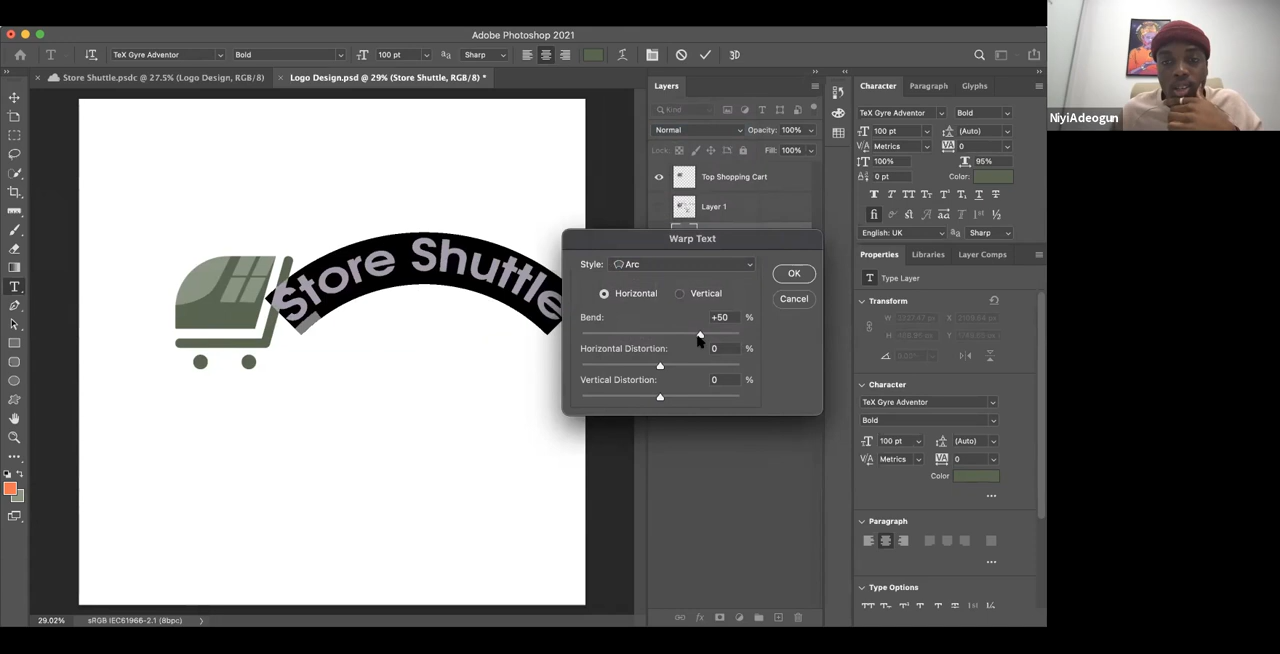 Adobe Photoshop 2021
T TeX Gyre Adventor Bold 100 pt Sharp 3D
Store Shuttle.psdc @ 27.5% (Logo Design, RGB/8) Logo Design.psd @ 29% (Store Shuttle, RGB/8) *
NiyiAdeogun
Layers
Kind
Normal Opacity: 100%
Lock: Fill: 100%
Top Shopping Cart
Layer 1
Store Shuttle
Warp Text
Style: Arc
Horizontal Vertical
Bend: +50 %
Horizontal Distortion: 0 %
Vertical Distortion: 0 %
OK
Cancel
Character Paragraph Glyphs
TeX Gyre Adventor Bold
100 pt (Auto)
Metrics 0
100% 95%
0 pt Color:
English: UK Sharp
Properties Libraries Layer Comps
Type Layer
Transform
Character
TeX Gyre Adventor
Bold
100 pt (Auto)
Metrics 0
Color
Paragraph
Type Options
29.02% sRGB IEC61966-2.1 (8bpc)